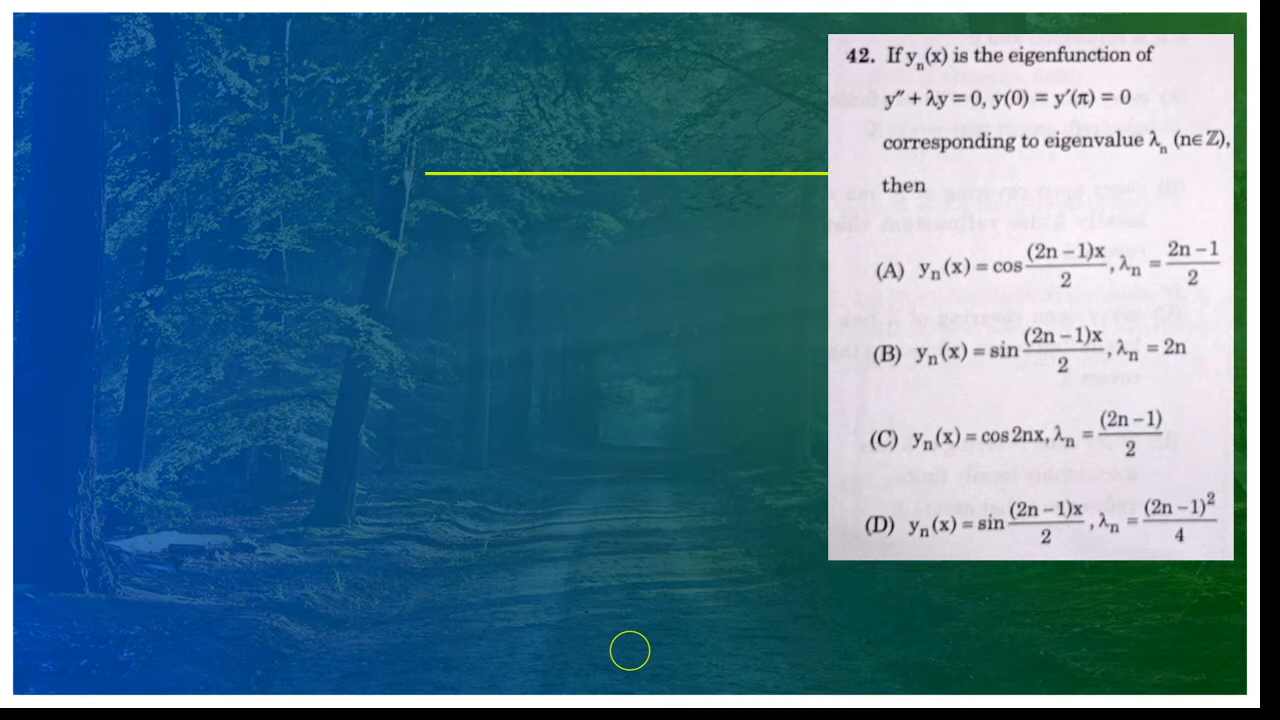 42. If yₙ(x) is the eigenfunction of
y″ + λy = 0, y(0) = y′(π) = 0
corresponding to eigenvalue λₙ (n∈ℤ),
then
(A) yₙ(x) = cos (2n – 1)x / 2 , λₙ = 2n – 1 / 2
(B) yₙ(x) = sin (2n – 1)x / 2 , λₙ = 2n
(C) yₙ(x) = cos 2nx, λₙ = (2n – 1) / 2
(D) yₙ(x) = sin (2n – 1)x / 2 , λₙ = (2n – 1)² / 4